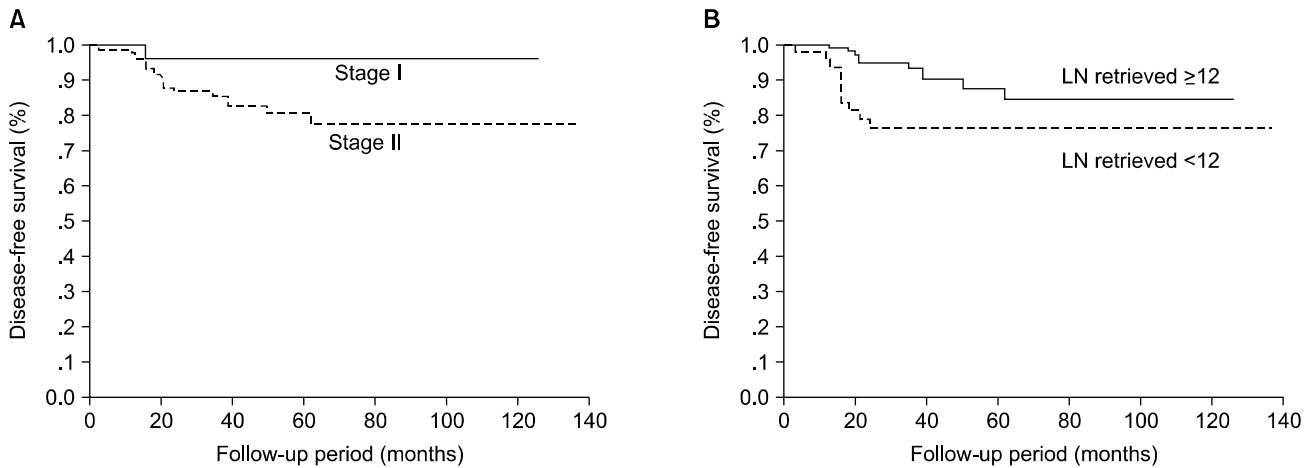 A
Disease-free survival (%)
1.0
.9
.8
.7
.6
.5
.4
.3
.2
.1
0.0
Stage I
Stage II
0 20 40 60 80 100 120 140
Follow-up period (months)
B
Disease-free survival (%)
1.0
.9
.8
.7
.6
.5
.4
.3
.2
.1
0.0
LN retrieved ≥12
LN retrieved <12
0 20 40 60 80 100 120 140
Follow-up period (months)